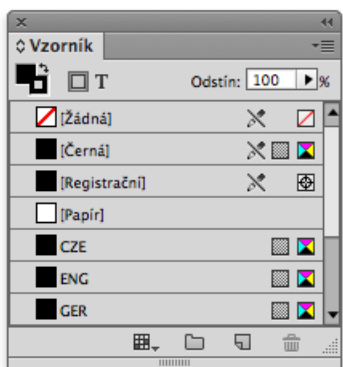 Vzorník
T Odstín: 100 %
[Žádná]
[Černá]
[Registrační]
[Papír]
CZE
ENG
GER